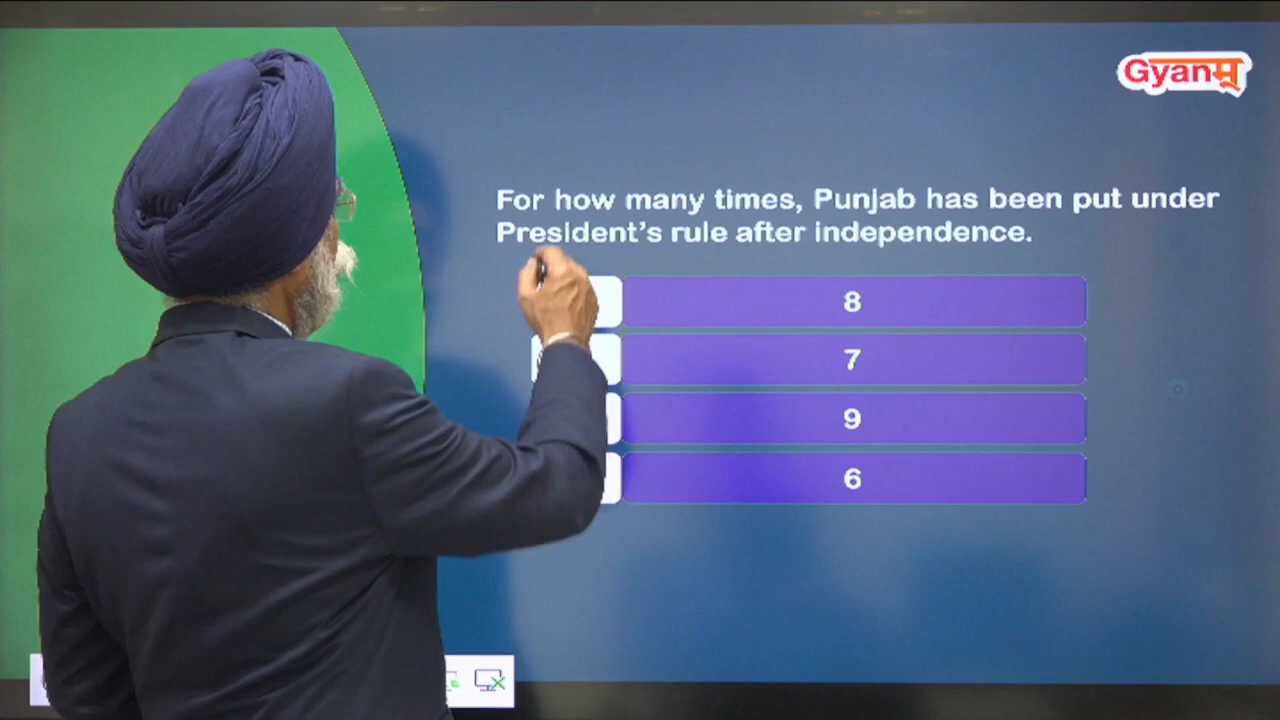 Gyanम्
For how many times, Punjab has been put under
President's rule after independence.
8
7
9
6